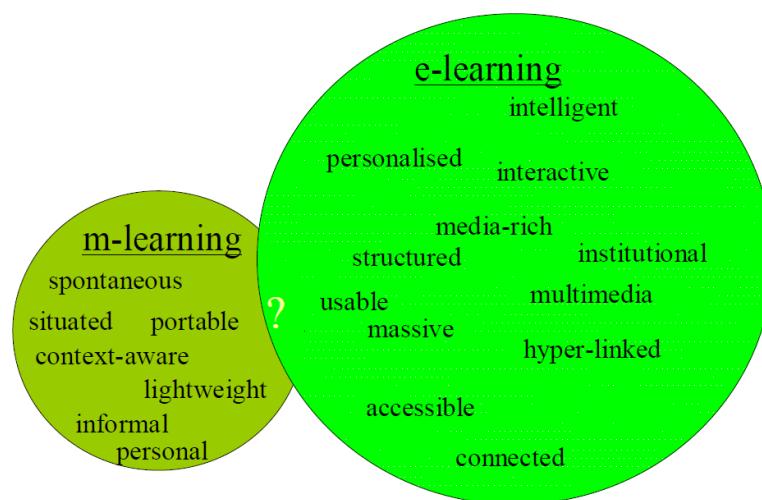 m-learning
spontaneous
situated portable
context-aware
lightweight
informal
personal
?
e-learning
intelligent
personalised
interactive
media-rich
structured
institutional
usable
multimedia
massive
hyper-linked
accessible
connected